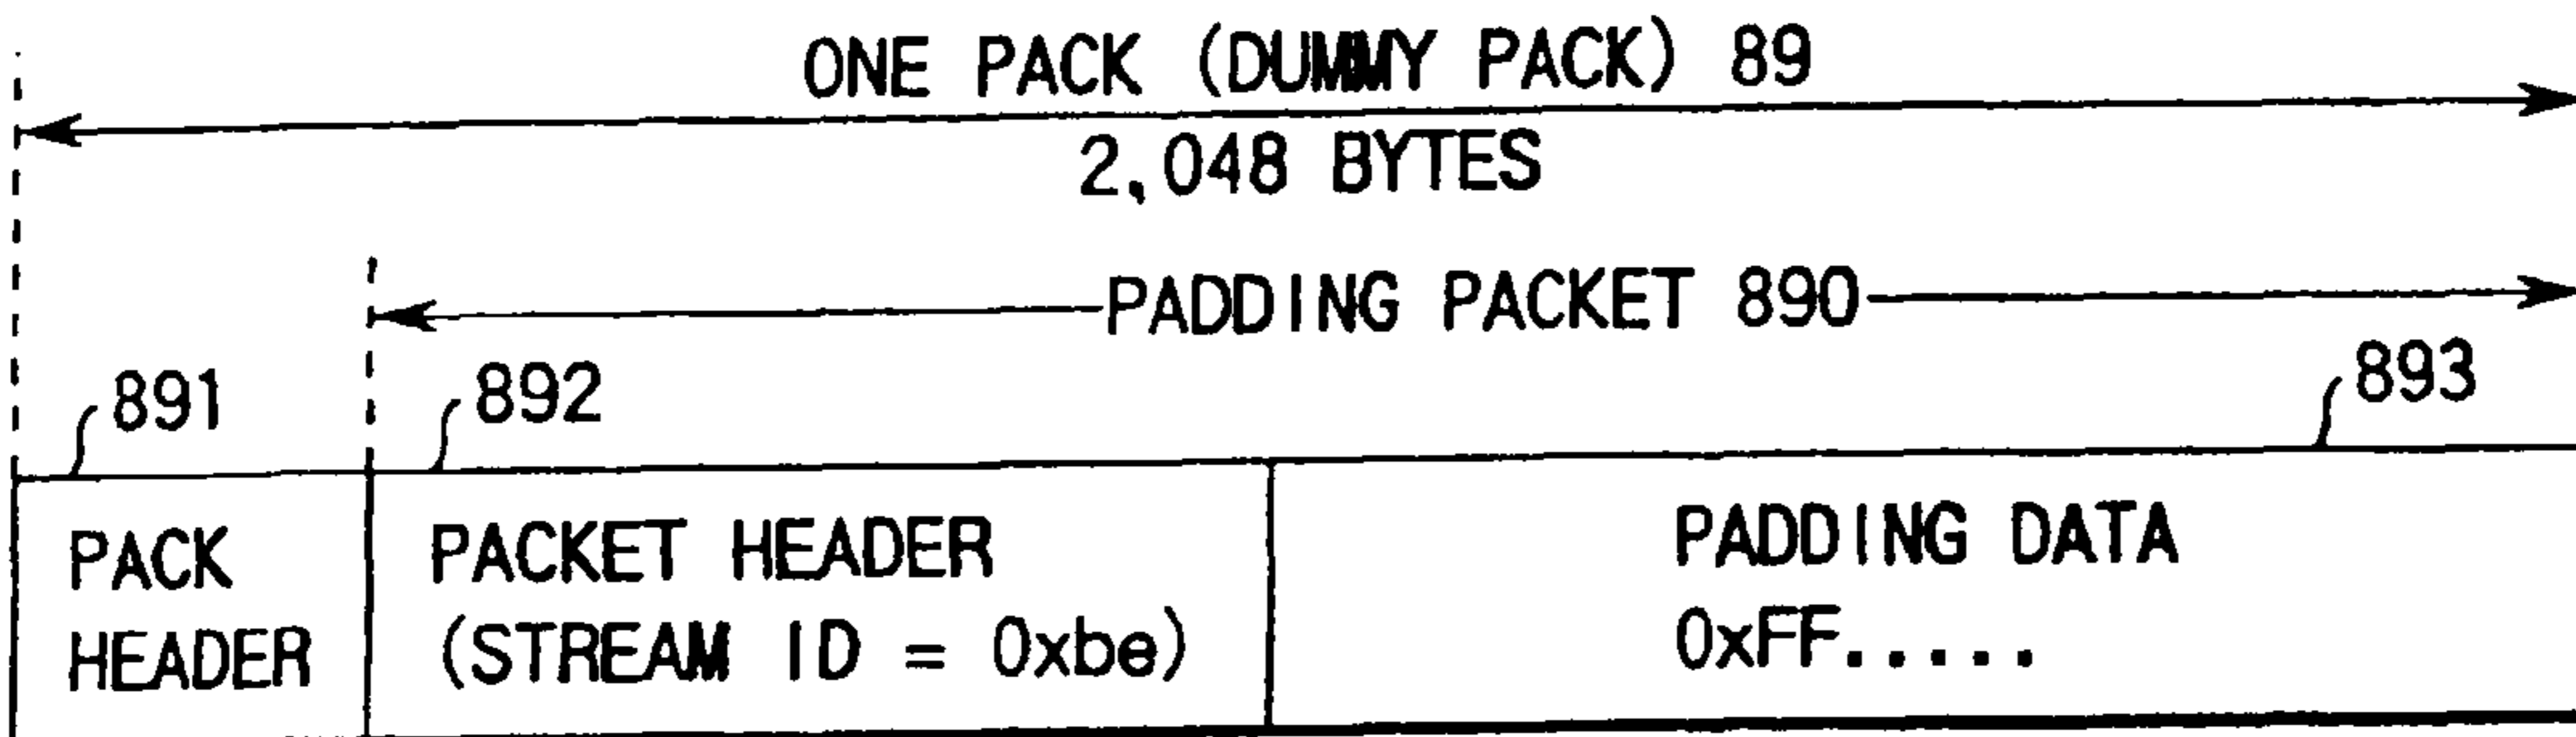 ONE PACK (DUMMY PACK) 89
2,048 BYTES
PADDING PACKET 890
891 892 893
PACK HEADER
PACKET HEADER
(STREAM ID = 0xbe)
PADDING DATA
0xFF.....